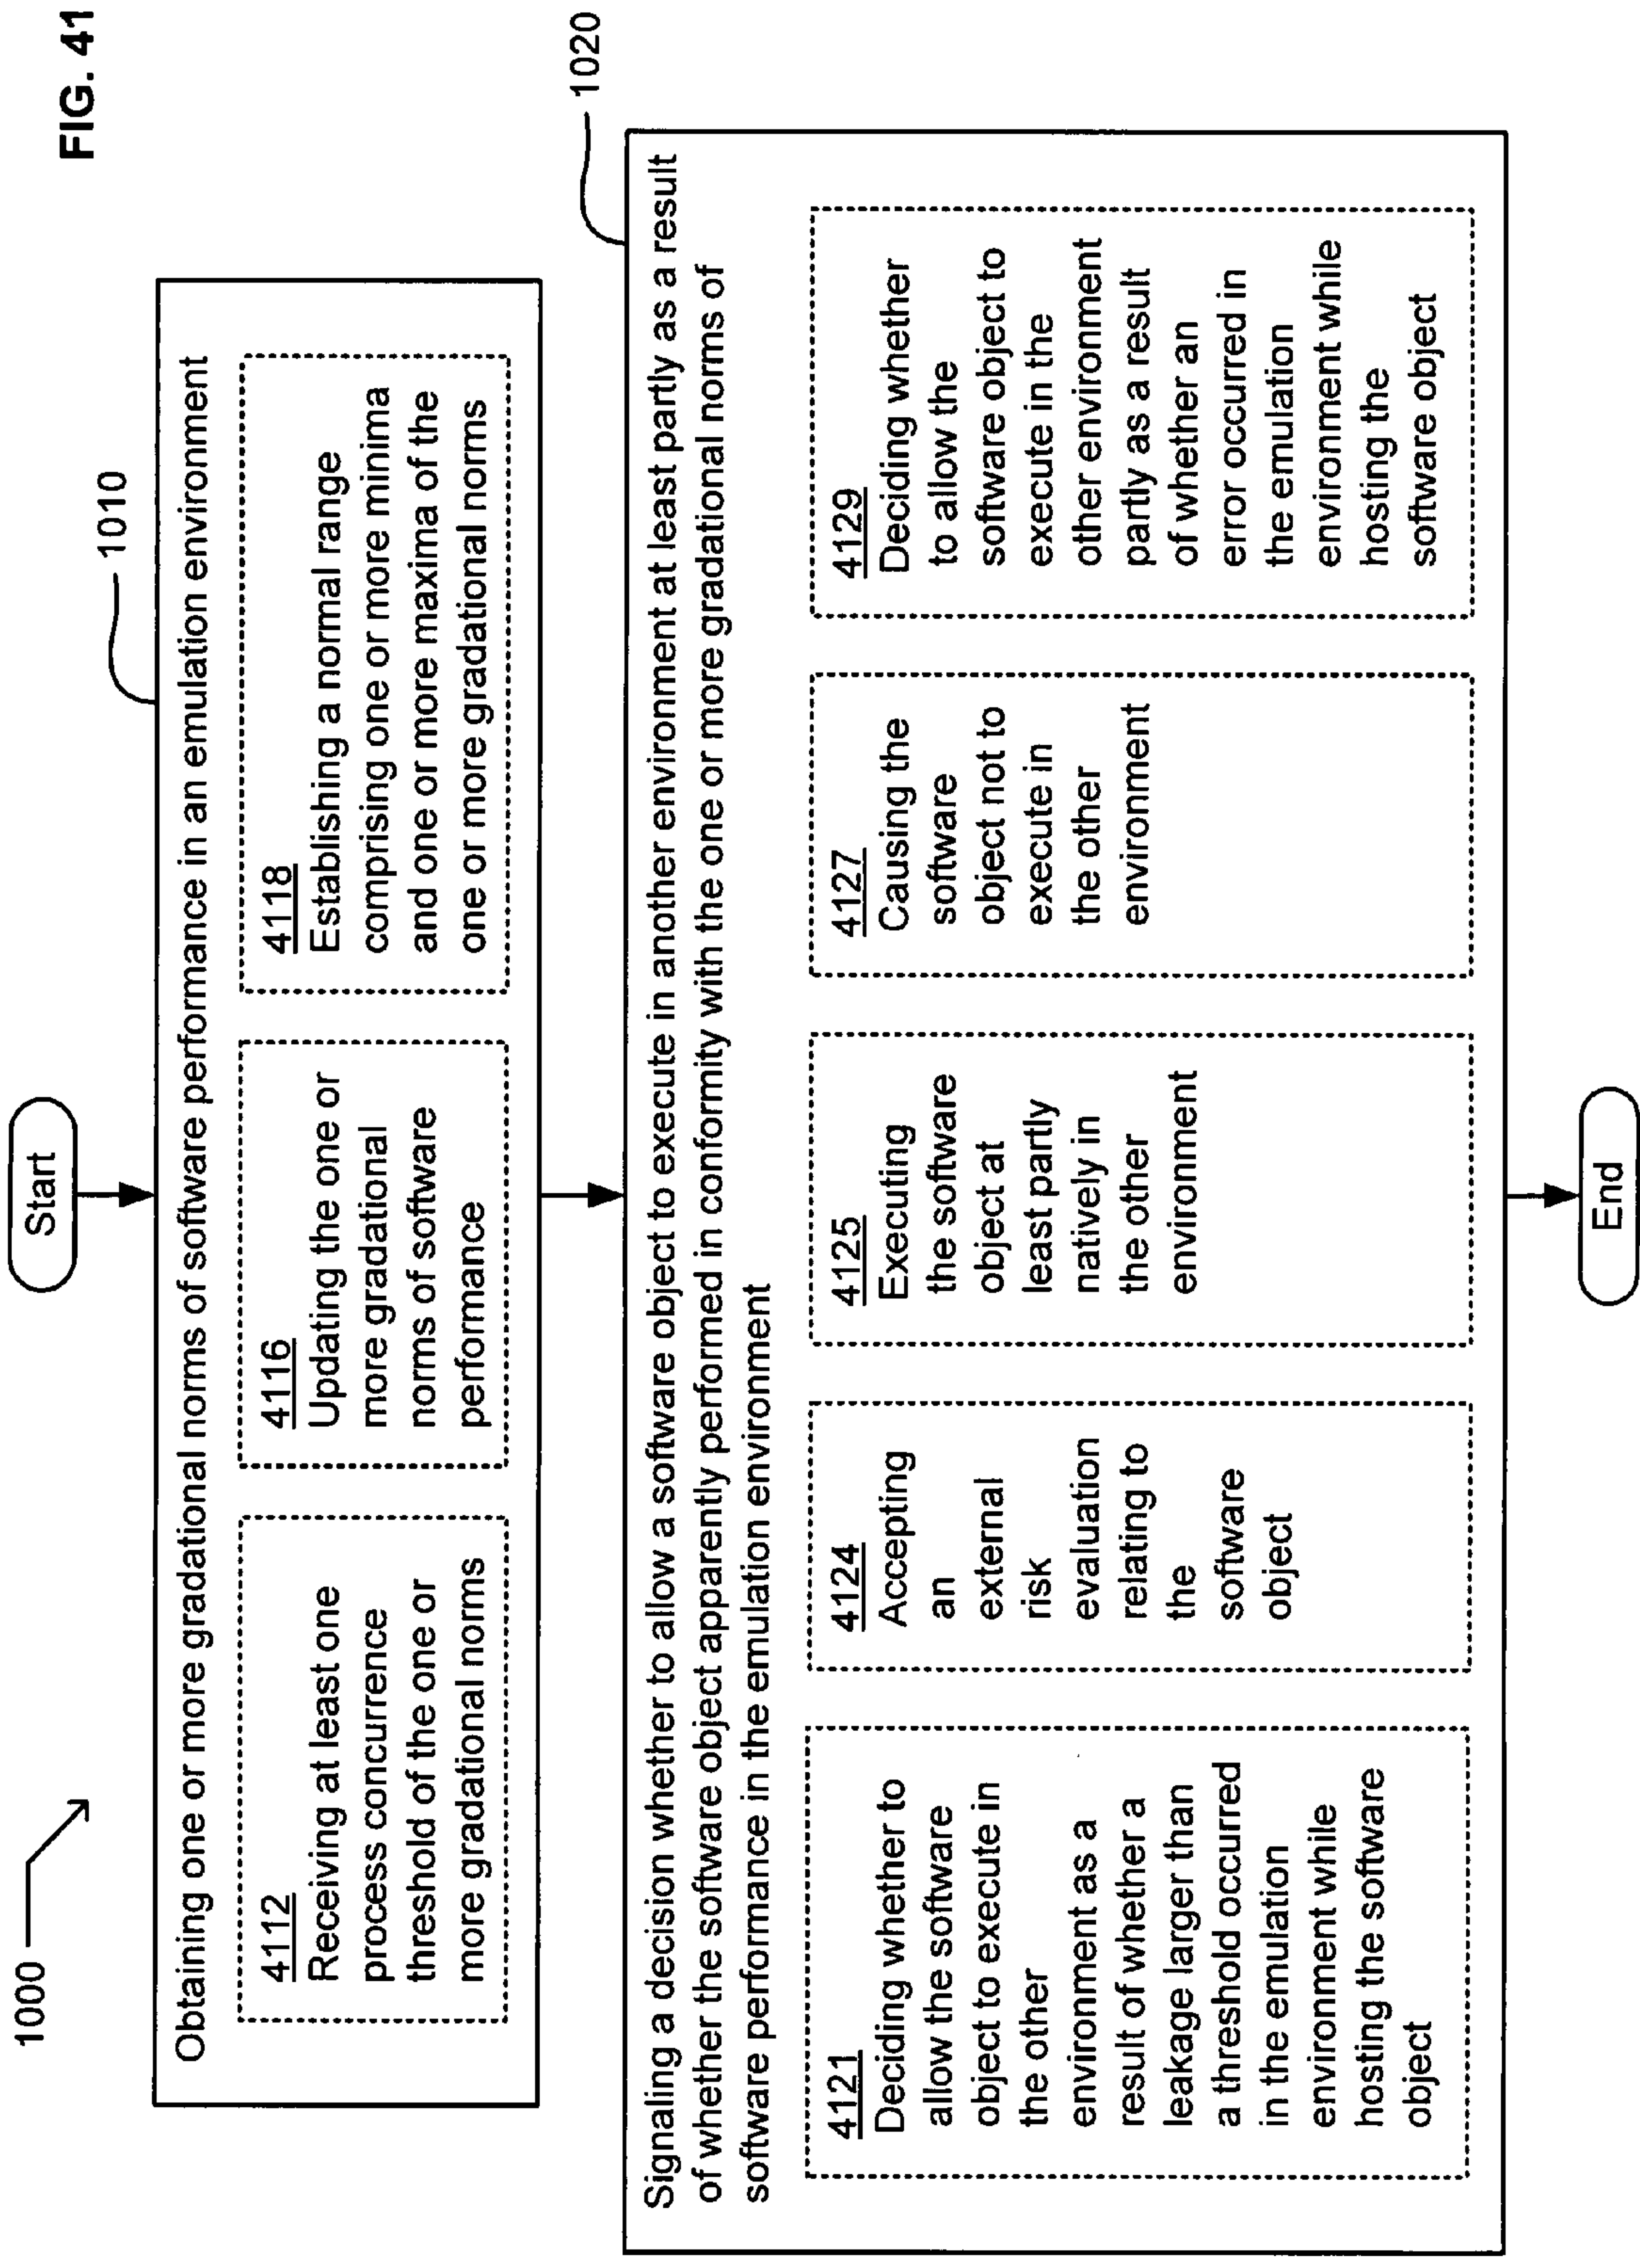 FIG. 41
1000
Start
1010
Obtaining one or more gradational norms of software performance in an emulation environment
4112
Receiving at least one
process concurrence
threshold of the one or
more gradational norms
4116
Updating the one or
more gradational
norms of software
performance
4118
Establishing a normal range
comprising one or more minima
and one or more maxima of the
one or more gradational norms
1020
Signaling a decision whether to allow a software object to execute in another environment at least partly as a result
of whether the software object apparently performed in conformity with the one or more gradational norms of
software performance in the emulation environment
4121
Deciding whether to
allow the software
object to execute in
the other
environment as a
result of whether a
leakage larger than
a threshold occurred
in the emulation
environment while
hosting the software
object
4124
Accepting
an
external
risk
evaluation
relating to
the
software
object
4125
Executing
the software
object at
least partly
natively in
the other
environment
4127
Causing the
software
object not to
execute in
the other
environment
4129
Deciding whether
to allow the
software object to
execute in the
other environment
partly as a result
of whether an
error occurred in
the emulation
environment while
hosting the
software object
End